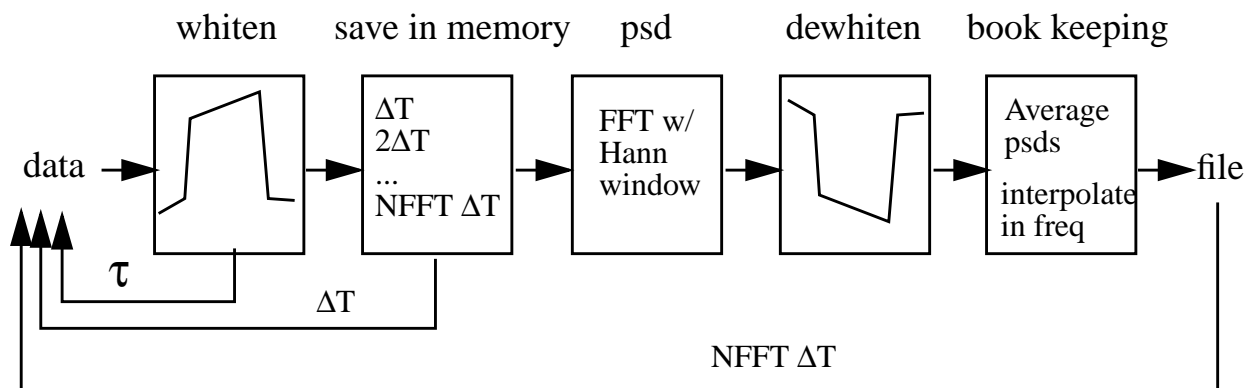 whiten
save in memory
psd
dewhiten
book keeping
data
ΔT
2ΔT
...
NFFT ΔT
FFT w/
Hann
window
Average
psds
interpolate
in freq
file
τ
ΔT
NFFT ΔT